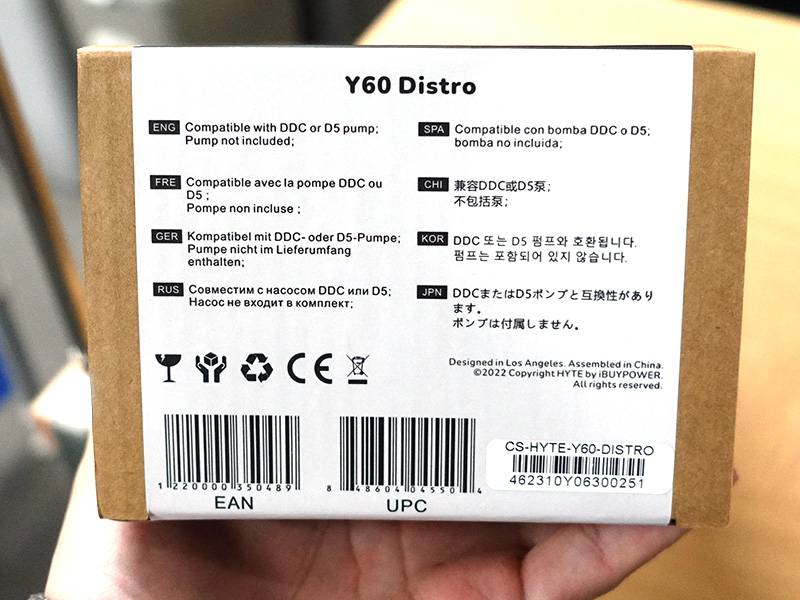 Y60 Distro
ENG Compatible with DDC or D5 pump;
Pump not included;
FRE Compatible avec la pompe DDC ou
D5 ;
Pompe non incluse ;
GER Kompatibel mit DDC- oder D5-Pumpe;
Pumpe nicht im Lieferumfang
enthalten;
RUS Совместим с насосом DDC или D5;
Насос не входит в комплект;
SPA Compatible con bomba DDC o D5;
bomba no incluida;
CHI 兼容DDC或D5泵;
不包括泵;
KOR DDC 또는 D5 펌프와 호환됩니다.
펌프는 포함되어 있지 않습니다.
JPN DDCまたはD5ポンプと互換性があり
ます。
ポンプは付属しません。
CE
Designed in Los Angeles. Assembled in China.
©2022 Copyright HYTE by iBUYPOWER.
All rights reserved.
1 220000 350489
EAN
8 48604 04550 4
UPC
CS-HYTE-Y60-DISTRO
462310Y06300251